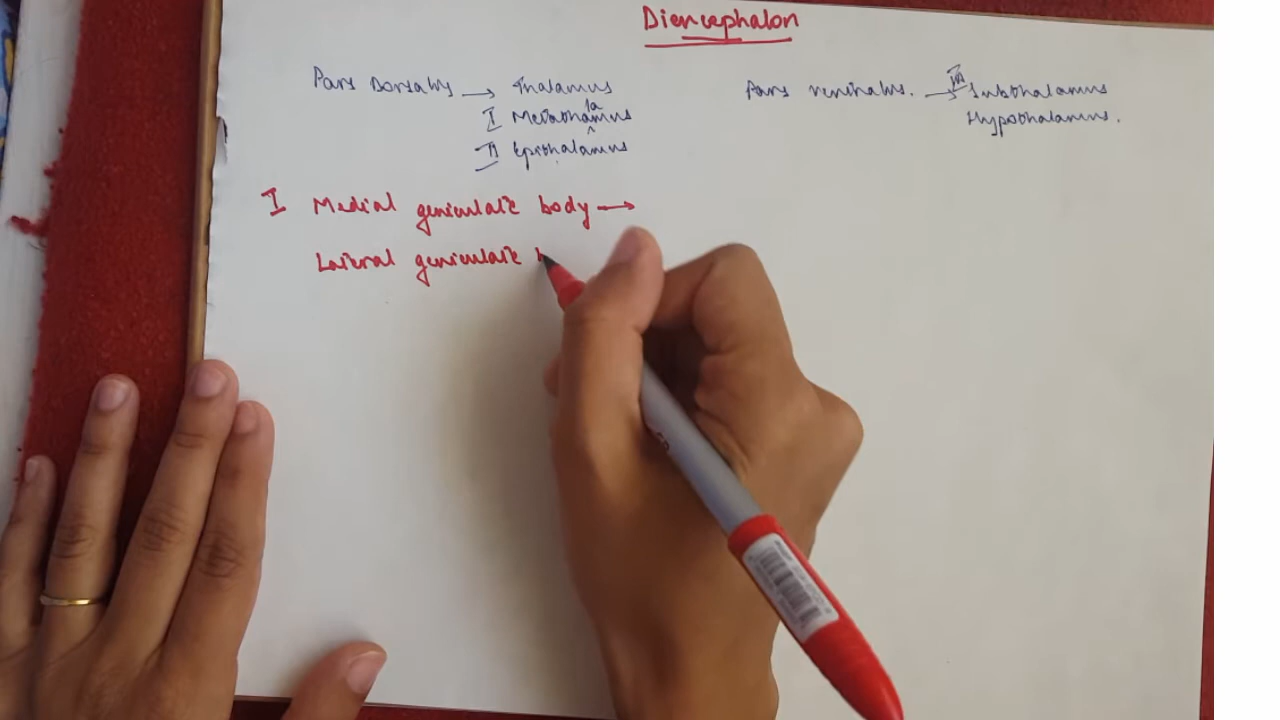 Diencephalon
Pars Dorsalis → Thalamus
I Metathalamus
II Epithalamus
Pars ventralis. → III Subthalamus
Hypothalamus.
I Medial geniculate body →
Lateral geniculate b